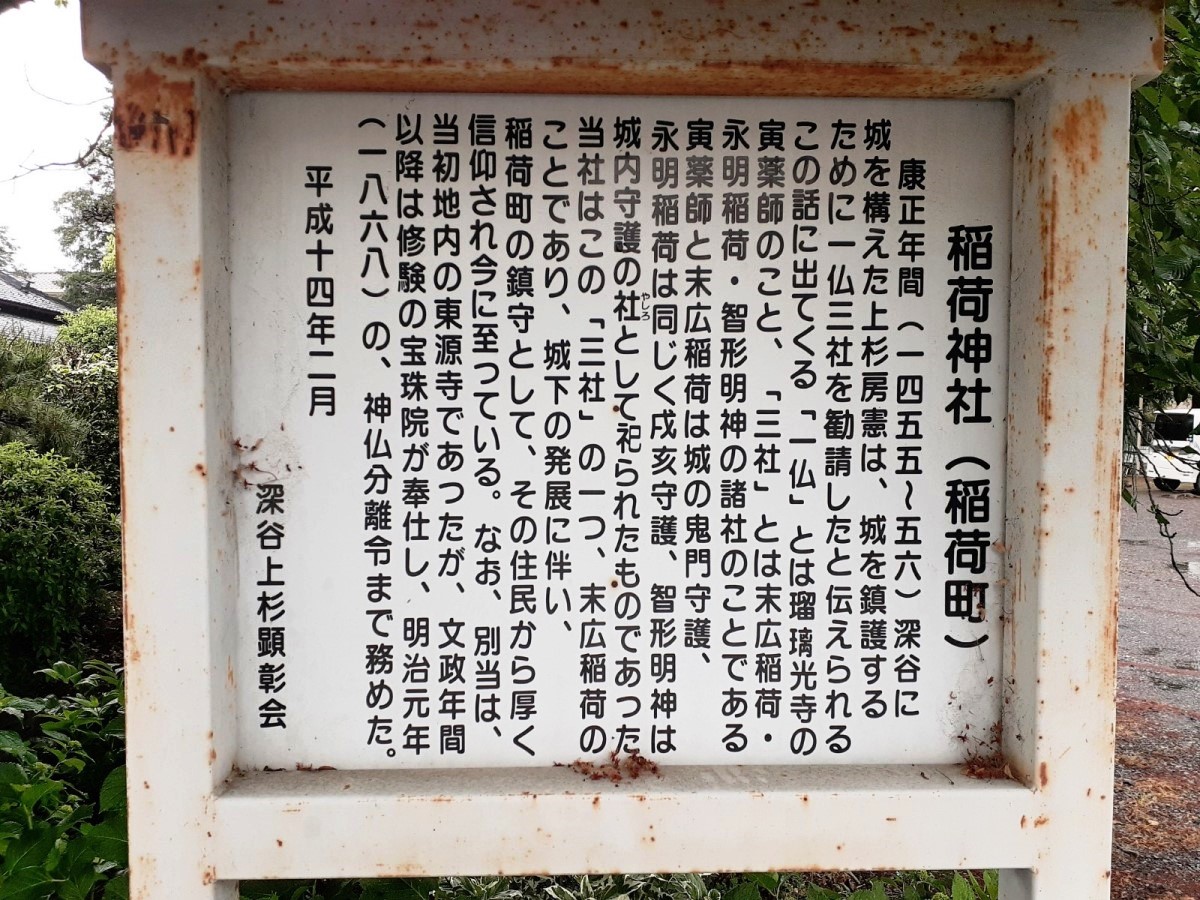 稲荷神社（稲荷町）
康正年間（一四五五～五六）深谷に
城を構えた上杉房憲は、城を鎮護する
ために一仏三社を勧請したと伝えられる
この話に出てくる「一仏」とは瑠璃光寺の
寅薬師のこと、「三社」とは末広稲荷・
永明稲荷・智形明神の諸社のことである
寅薬師と末広稲荷は城の鬼門守護、
永明稲荷は同じく戌亥守護、智形明神は
城内守護の社として祀られたものであった
やしろ
当社はこの「三社」の一つ、末広稲荷の
ことであり、城下の発展に伴い、
稲荷町の鎮守として、その住民から厚く
信仰され今に至っている。なお、別当は、
当初地内の東源寺であったが、文政年間
以降は修験の宝珠院が奉仕し、明治元年
（一八六八）の、神仏分離令まで務めた。
平成十四年二月
深谷上杉顕彰会